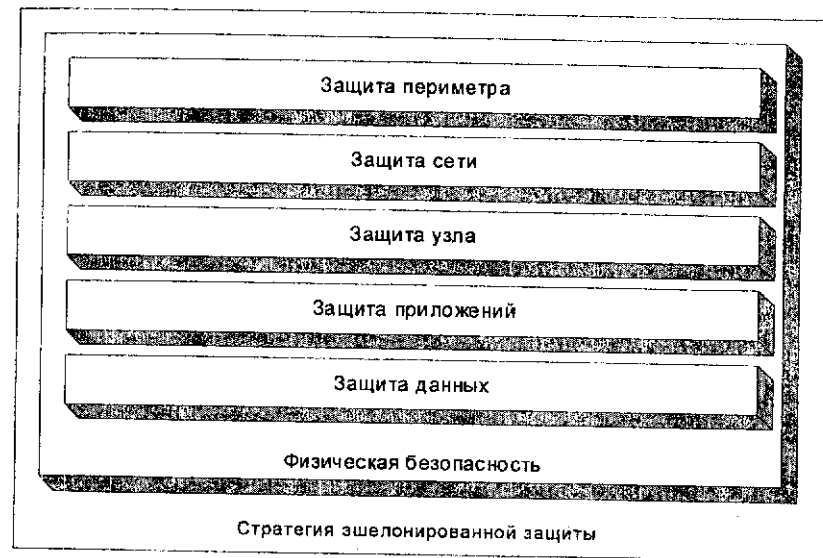 Защита периметра
Защита сети
Защита узла
Защита приложений
Защита данных
Физическая безопасность
Стратегия эшелонированной защиты